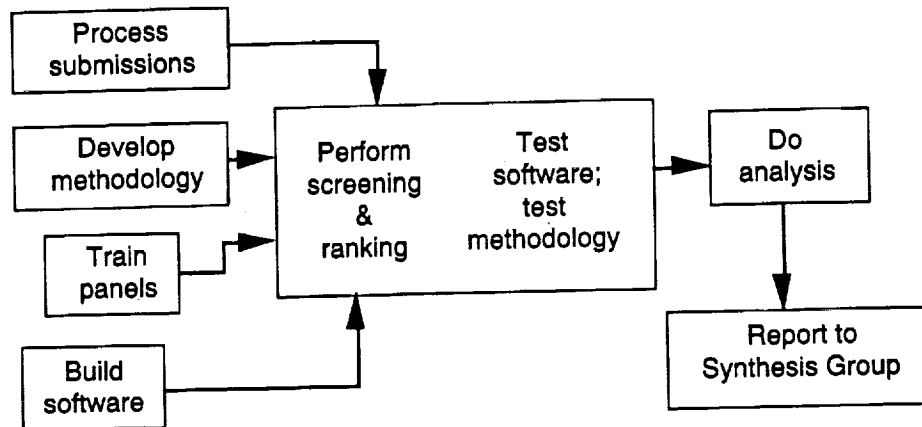 Process
submissions
Develop
methodology
Train
panels
Build
software
Perform
screening
&
ranking
Test
software;
test
methodology
Do
analysis
Report to
Synthesis Group